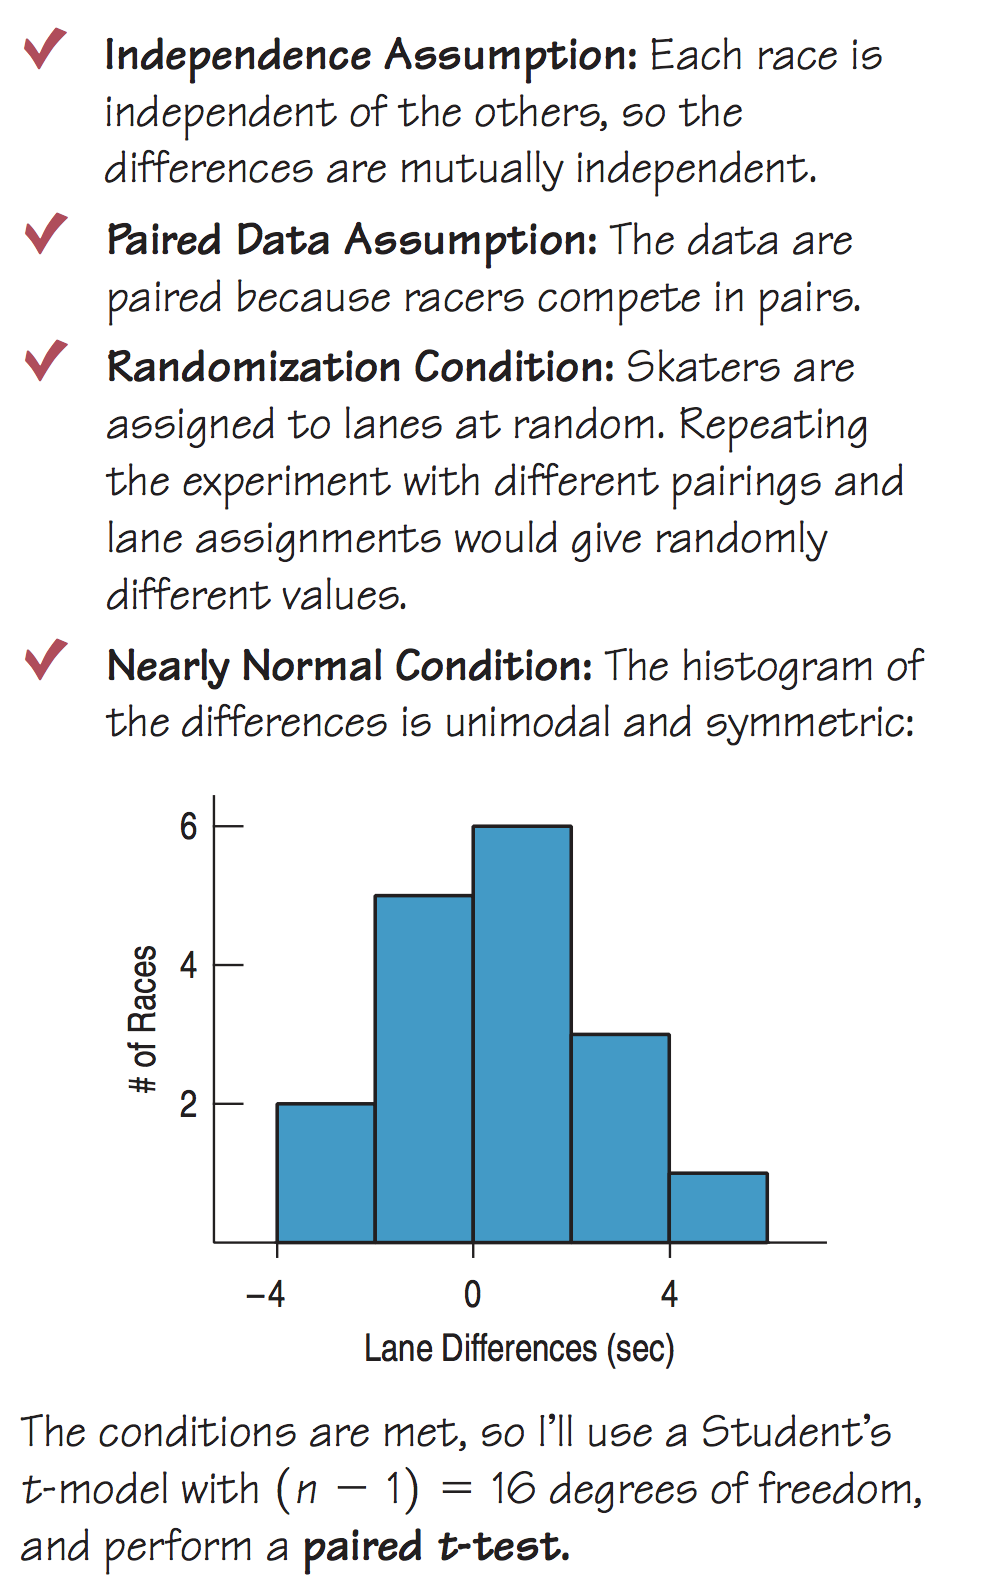 ✓ Independence Assumption: Each race is
independent of the others, so the
differences are mutually independent.
✓ Paired Data Assumption: The data are
paired because racers compete in pairs.
✓ Randomization Condition: Skaters are
assigned to lanes at random. Repeating
the experiment with different pairings and
lane assignments would give randomly
different values.
✓ Nearly Normal Condition: The histogram of
the differences is unimodal and symmetric:
6
4
2
# of Races
−4 0 4
Lane Differences (sec)
The conditions are met, so I’ll use a Student’s
t-model with (n − 1) = 16 degrees of freedom,
and perform a paired t-test.